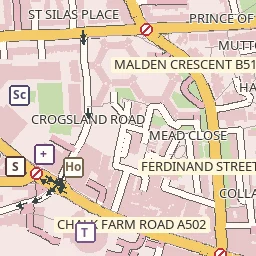 ST SILAS PLACE
PRINCE OF
MUTTO
MALDEN CRESCENT B51
HA
Sc
CROGSLAND ROAD
MEAD CLOSE
S
+
Ho
FERDINAND STREET
COLLA
CHALK FARM ROAD A502
T